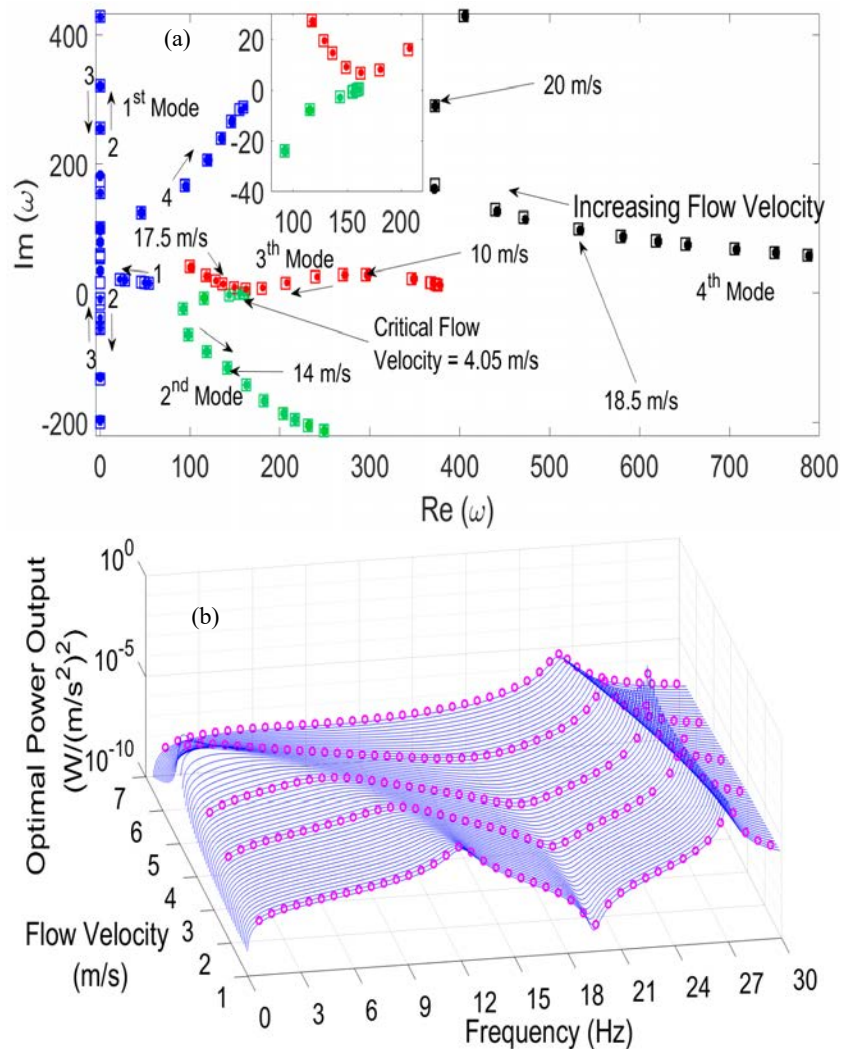 (a)
400
200
0
-200
Im (ω)
0 100 200 300 400 500 600 700 800
Re (ω)
40
20
0
-20
-40
100 150 200
3
1st Mode
2
4
1
2
3
17.5 m/s
3th Mode
10 m/s
20 m/s
Increasing Flow Velocity
4th Mode
Critical Flow
Velocity = 4.05 m/s
2nd Mode
14 m/s
18.5 m/s
(b)
10^0
10^-5
10^-10
Optimal Power Output
(W/(m/s²)²)
7
6
5
4
3
2
1
Flow Velocity
(m/s)
0 3 6 9 12 15 18 21 24 27 30
Frequency (Hz)